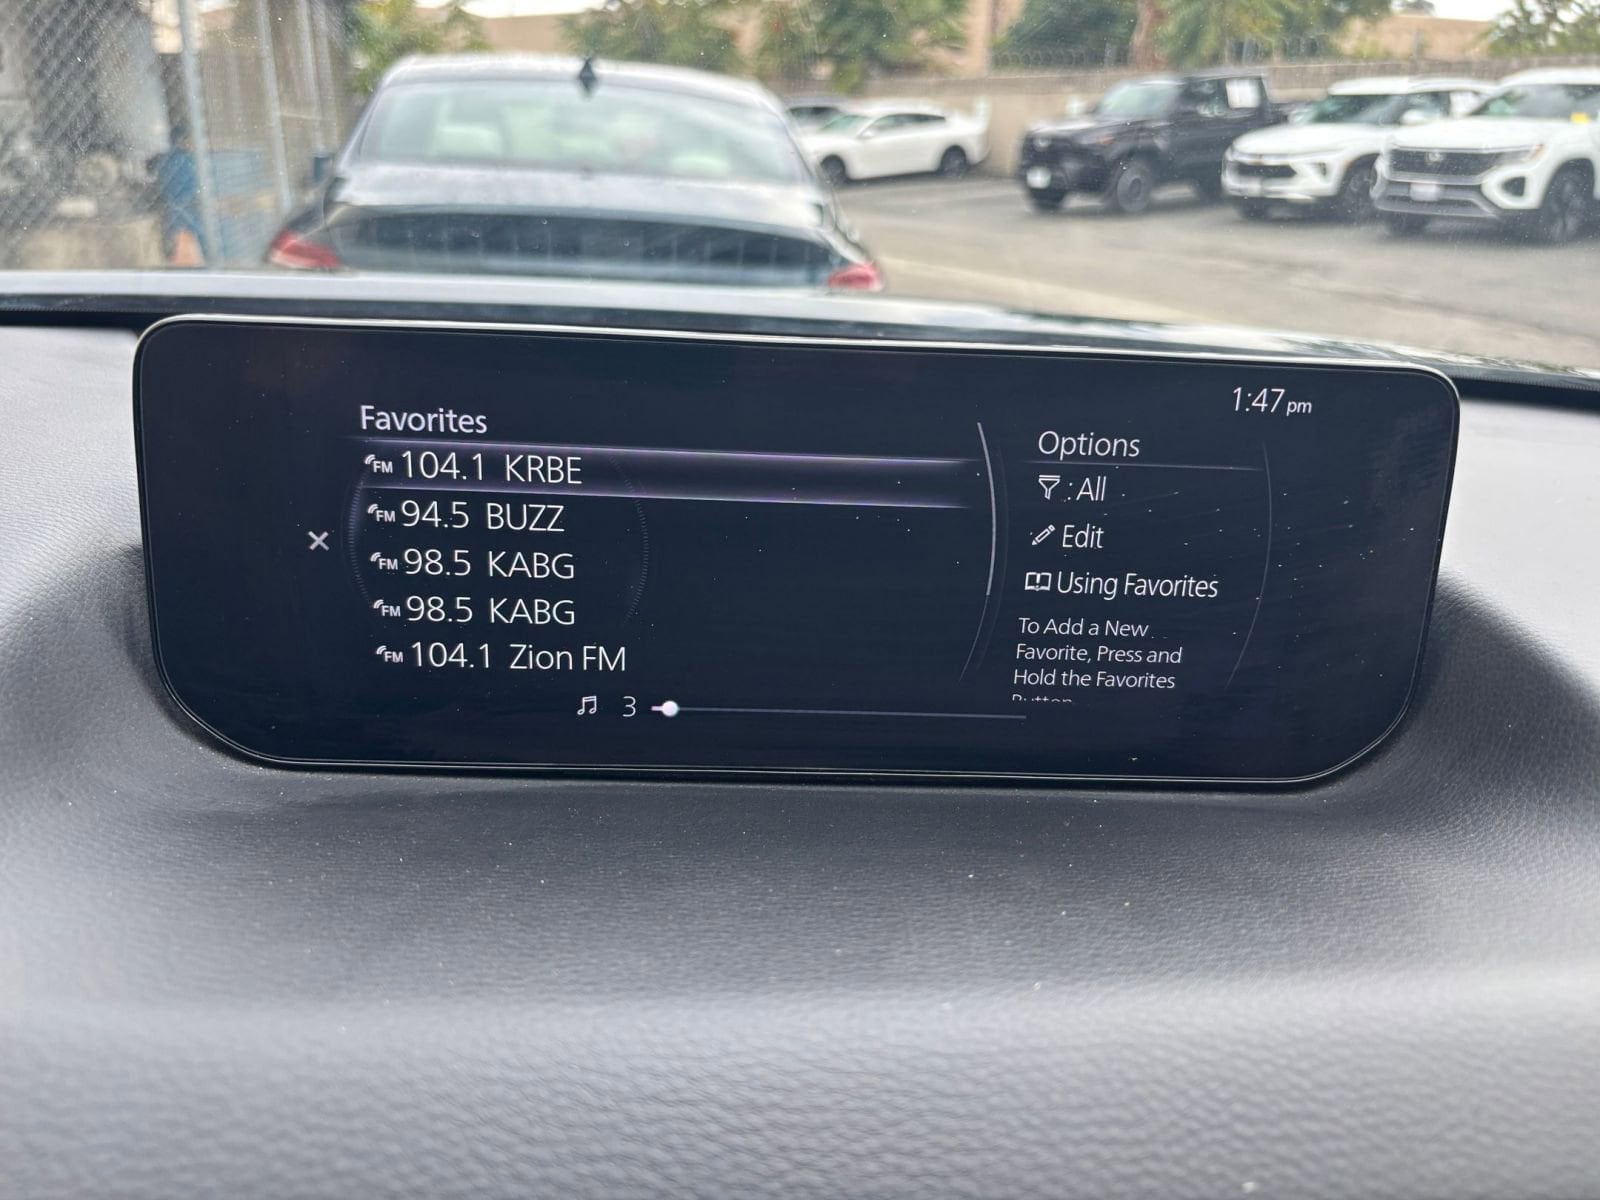 1:47 pm
Favorites
FM 104.1 KRBE
FM 94.5 BUZZ
FM 98.5 KABG
FM 98.5 KABG
FM 104.1 Zion FM
3
Options
: All
Edit
Using Favorites
To Add a New
Favorite, Press and
Hold the Favorites